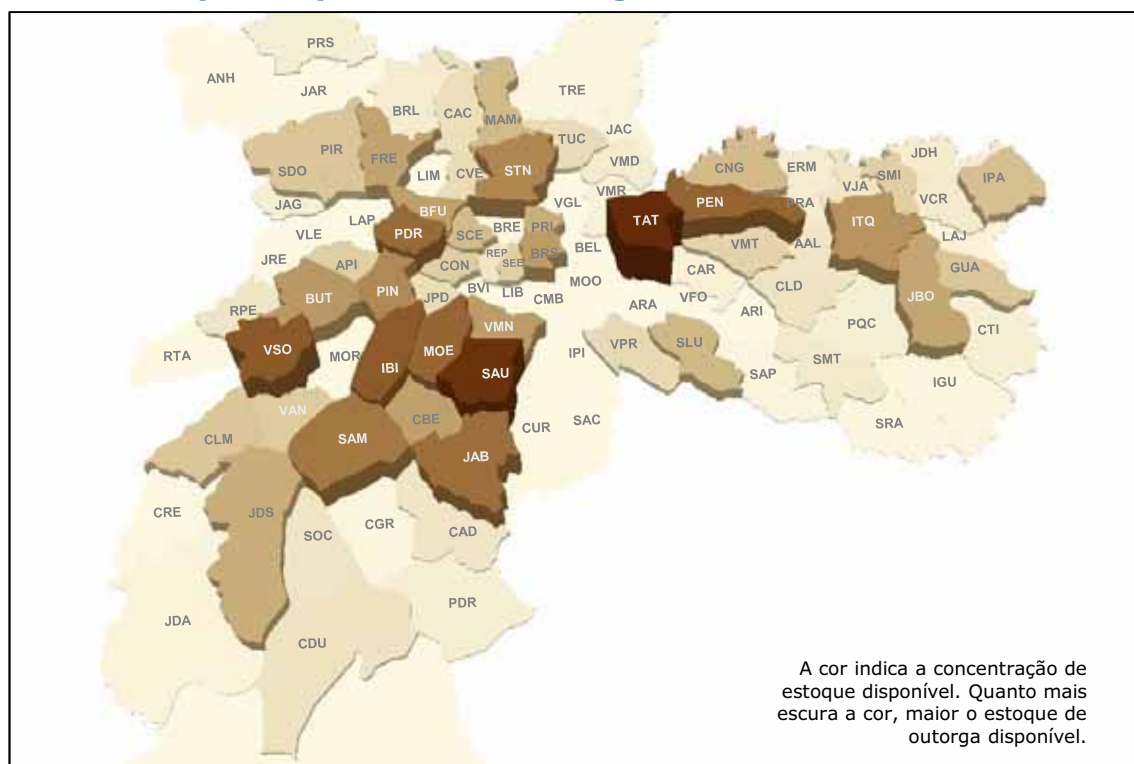 PRS
ANH
JAR
TRE
BRL
CAC
MAM
JAC
TUC
PIR
FRE
SDO
LIM
CVE
STN
VMD
CNG
ERM
JDH
VJA
SMI
IPA
JAG
VMR
VGL
PEN
PRA
VCR
LAP
BFU
TAT
ITQ
VLE
PDR
SCE
BRE
PRI
LAJ
BEL
VMT
AAL
JRE
API
CON
REP
SEE
BRS
CAR
GUA
BUT
PIN
JPD
BVI
LIB
CMB
MOO
CLD
JBO
RPE
ARA
VFO
ARI
VMN
PQC
CTI
RTA
VSO
MOR
IBI
MOE
SAU
IPI
VPR
SLU
SAP
SMT
IGU
VAN
CBE
CUR
SAC
SRA
CLM
SAM
JAB
CRE
JDS
SOC
CGR
CAD
PDR
JDA
CDU
A cor indica a concentração de
estoque disponível. Quanto mais
escura a cor, maior o estoque de
outorga disponível.